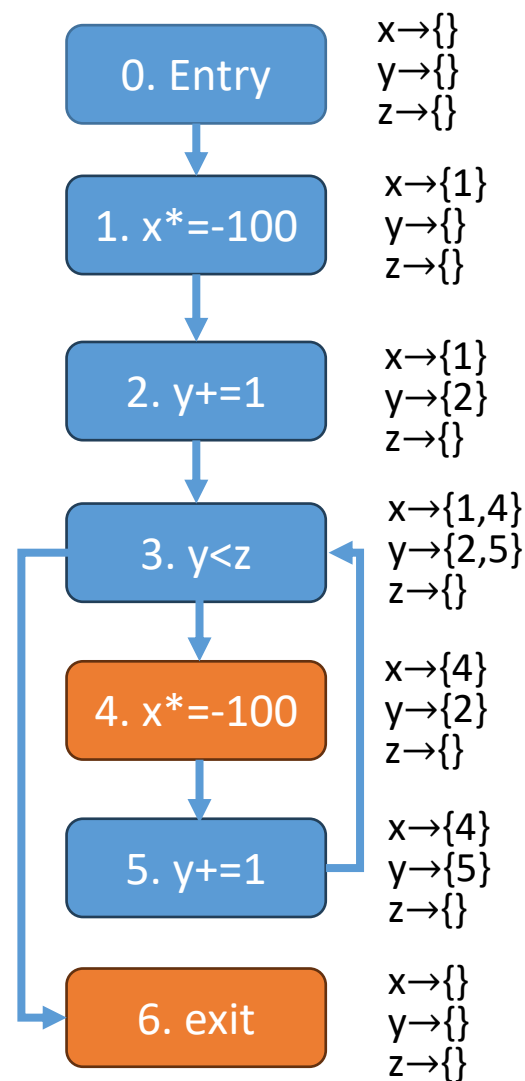 0. Entry
x→{}
y→{}
z→{}
1. x*=-100
x→{1}
y→{}
z→{}
2. y+=1
x→{1}
y→{2}
z→{}
3. y<z
x→{1,4}
y→{2,5}
z→{}
4. x*=-100
x→{4}
y→{2}
z→{}
5. y+=1
x→{4}
y→{5}
z→{}
6. exit
x→{}
y→{}
z→{}